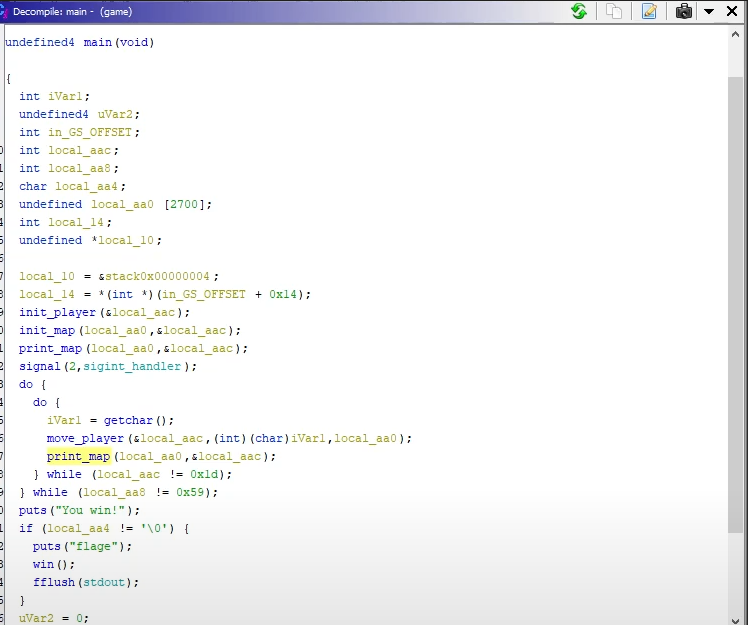 Decompile: main - (game)
undefined4 main(void)
{
int iVar1;
undefined4 uVar2;
int in_GS_OFFSET;
int local_aac;
int local_aa8;
char local_aa4;
undefined local_aa0 [2700];
int local_14;
undefined *local_10;
local_10 = &stack0x00000004;
local_14 = *(int *)(in_GS_OFFSET + 0x14);
init_player(&local_aac);
init_map(local_aa0,&local_aac);
print_map(local_aa0,&local_aac);
signal(2,sigint_handler);
do {
do {
iVar1 = getchar();
move_player(&local_aac,(int)(char)iVar1,local_aa0);
print_map(local_aa0,&local_aac);
} while (local_aac != 0x1d);
} while (local_aa8 != 0x59);
puts("You win!");
if (local_aa4 != '\0') {
puts("flage");
win();
fflush(stdout);
}
uVar2 = 0;